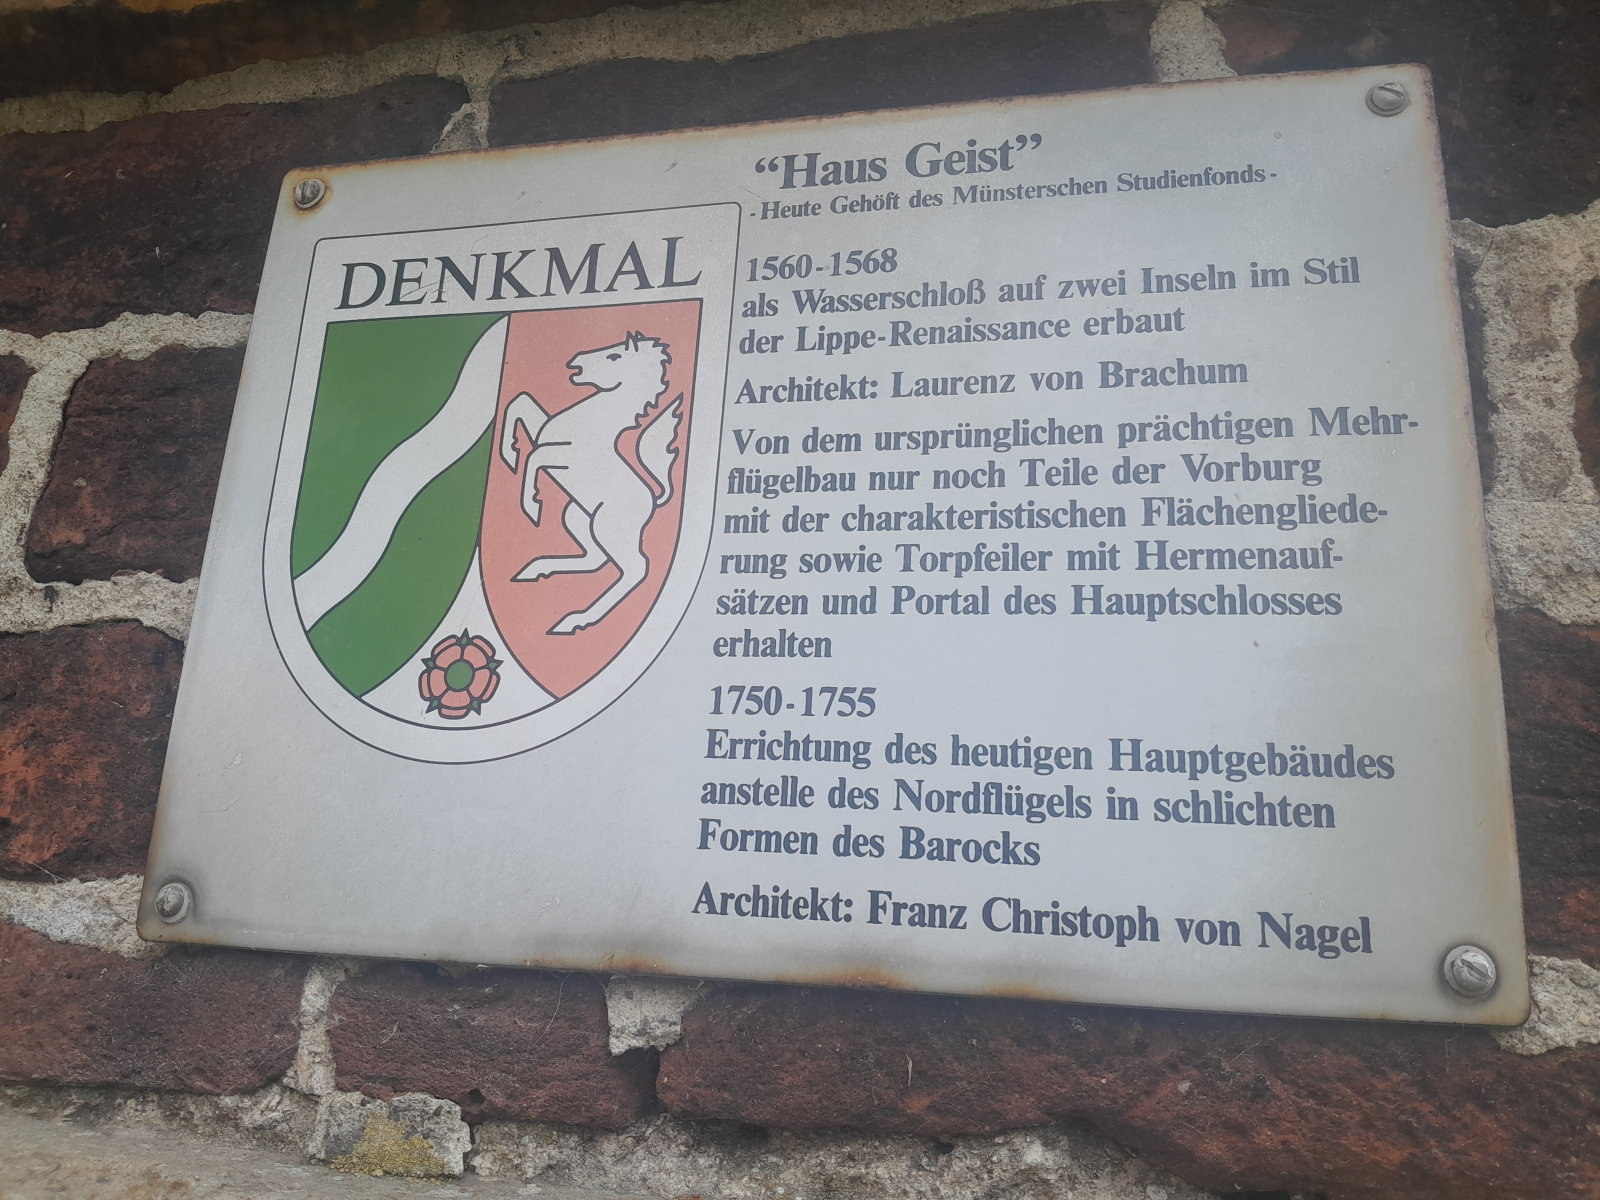 "Haus Geist"
- Heute Gehöft des Münsterschen Studienfonds -
DENKMAL
1560-1568
als Wasserschloß auf zwei Inseln im Stil
der Lippe-Renaissance erbaut
Architekt: Laurenz von Brachum
Von dem ursprünglichen prächtigen Mehr-
flügelbau nur noch Teile der Vorburg
mit der charakteristischen Flächengliede-
rung sowie Torpfeiler mit Hermenauf-
sätzen und Portal des Hauptschlosses
erhalten
1750-1755
Errichtung des heutigen Hauptgebäudes
anstelle des Nordflügels in schlichten
Formen des Barocks
Architekt: Franz Christoph von Nagel